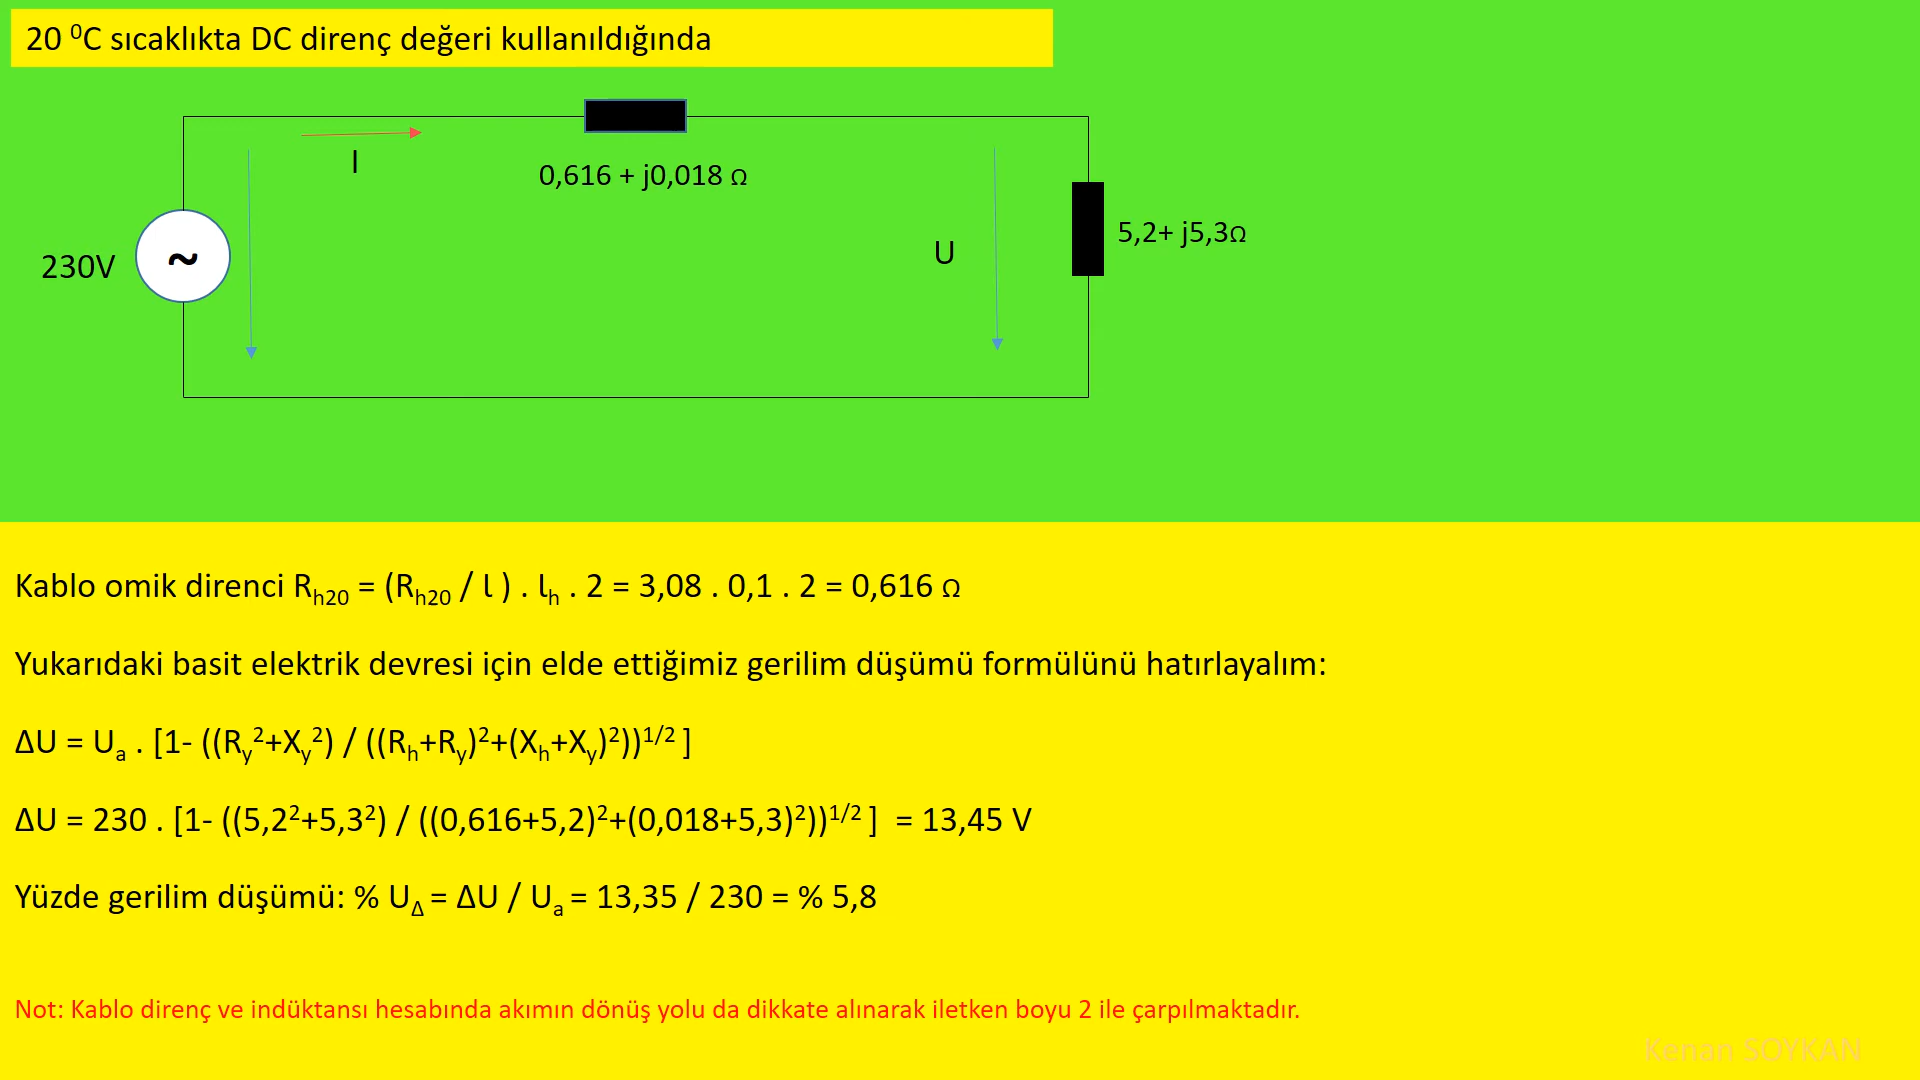 20 ⁰C sıcaklıkta DC direnç değeri kullanıldığında
I
0,616 + j0,018 Ω
230V
~
U
5,2+ j5,3Ω
Kablo omik direnci Rh20 = (Rh20 / l ) . lh . 2 = 3,08 . 0,1 . 2 = 0,616 Ω
Yukarıdaki basit elektrik devresi için elde ettiğimiz gerilim düşümü formülünü hatırlayalım:
ΔU = Ua . [1- ((Ry²+Xy²) / ((Rh+Ry)²+(Xh+Xy)²))¹/² ]
ΔU = 230 . [1- ((5,2²+5,3²) / ((0,616+5,2)²+(0,018+5,3)²))¹/² ] = 13,45 V
Yüzde gerilim düşümü: % UΔ = ΔU / Ua = 13,35 / 230 = % 5,8
Not: Kablo direnç ve indüktansı hesabında akımın dönüş yolu da dikkate alınarak iletken boyu 2 ile çarpılmaktadır.
Kenan SOYKAN